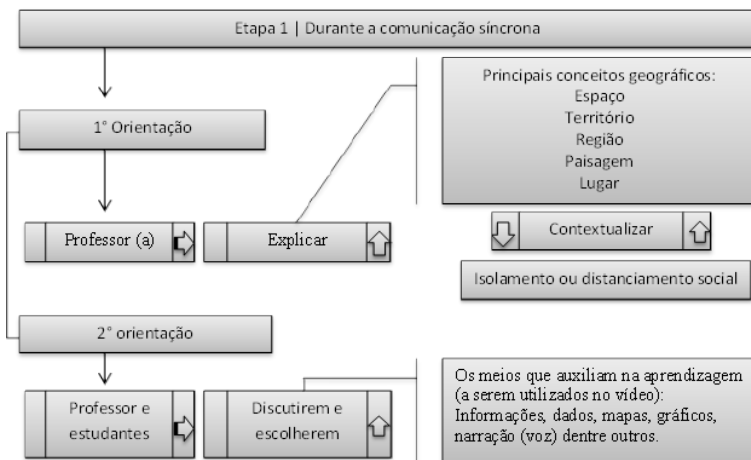 Etapa 1 | Durante a comunicação síncrona
1° Orientação
Professor (a)
Explicar
Principais conceitos geográficos:
Espaço
Território
Região
Paisagem
Lugar
Contextualizar
Isolamento ou distanciamento social
2° orientação
Professor e
estudantes
Discutirem e
escolherem
Os meios que auxiliam na aprendizagem
(a serem utilizados no vídeo):
Informações, dados, mapas, gráficos,
narração (voz) dentre outros.